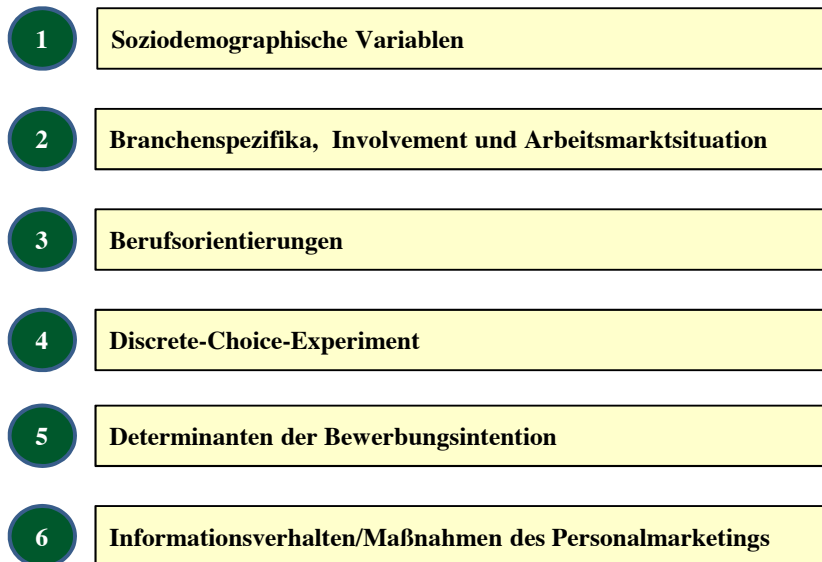 1 Soziodemographische Variablen
2 Branchenspezifika, Involvement und Arbeitsmarktsituation
3 Berufsorientierungen
4 Discrete-Choice-Experiment
5 Determinanten der Bewerbungsintention
6 Informationsverhalten/Maßnahmen des Personalmarketings